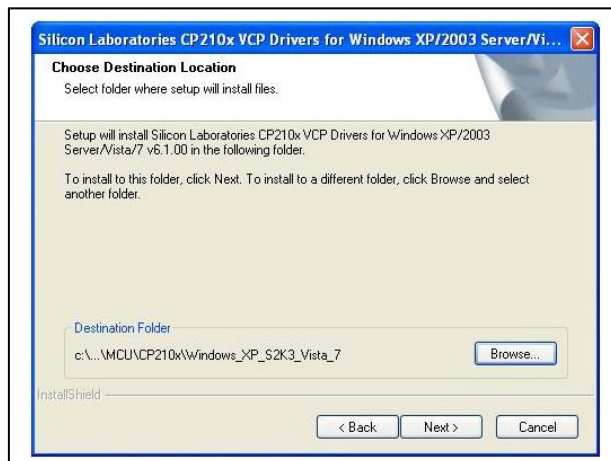 Silicon Laboratories CP210x VCP Drivers for Windows XP/2003 Server/Vi...
Choose Destination Location
Select folder where setup will install files.
Setup will install Silicon Laboratories CP210x VCP Drivers for Windows XP/2003
Server/Vista/7 v6.1.00 in the following folder.
To install to this folder, click Next. To install to a different folder, click Browse and select
another folder.
Destination Folder
c:\...\MCU\CP210x\Windows_XP_S2K3_Vista_7
Browse...
InstallShield
< Back
Next >
Cancel